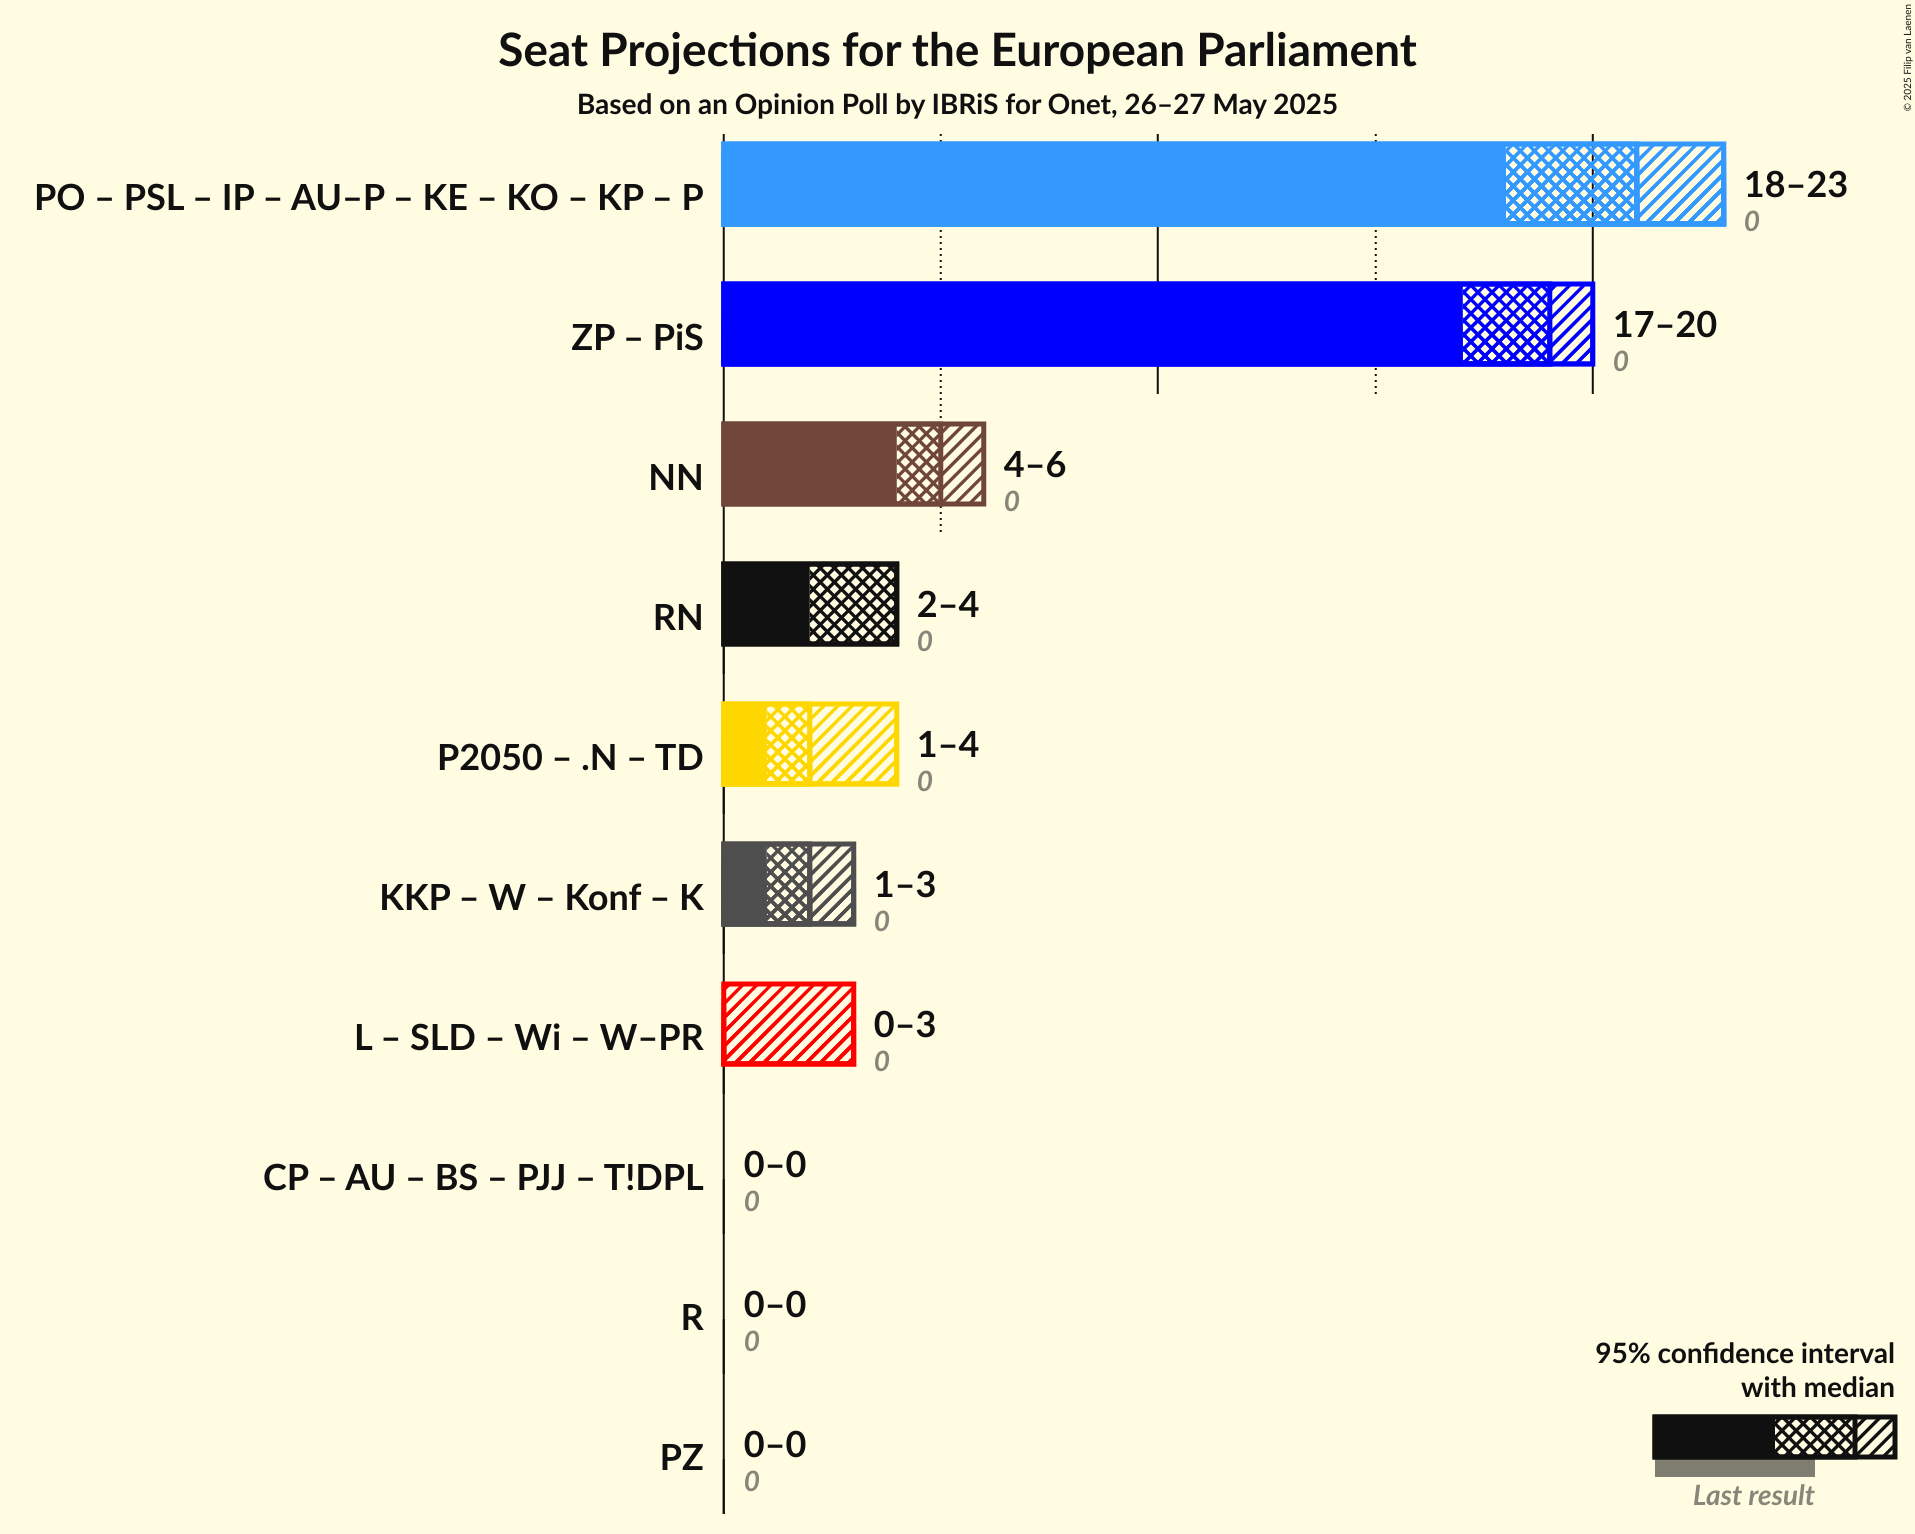 Seat Projections for the European Parliament
Based on an Opinion Poll by IBRiS for Onet, 26–27 May 2025
© 2025 Filip van Laenen
PO – PSL – IP – AU–P – KE – KO – KP – P
18–23
0
ZP – PiS
17–20
0
NN
4–6
0
RN
2–4
0
P2050 – .N – TD
1–4
0
KKP – W – Konf – K
1–3
0
L – SLD – Wi – W–PR
0–3
0
CP – AU – BS – PJJ – T!DPL
0–0
0
R
0–0
0
PZ
0–0
0
95% confidence interval
with median
Last result